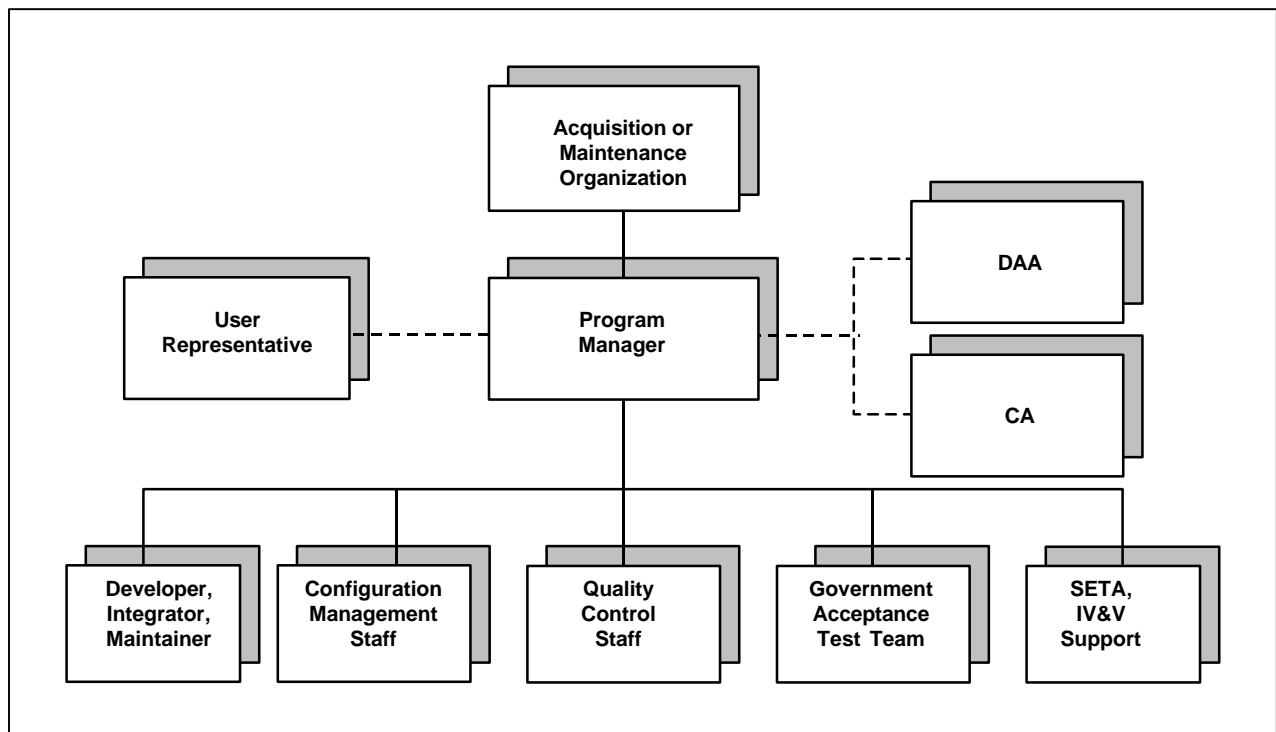 Acquisition or
Maintenance
Organization
DAA
User
Representative
Program
Manager
CA
Developer,
Integrator,
Maintainer
Configuration
Management
Staff
Quality
Control
Staff
Government
Acceptance
Test Team
SETA,
IV&V
Support